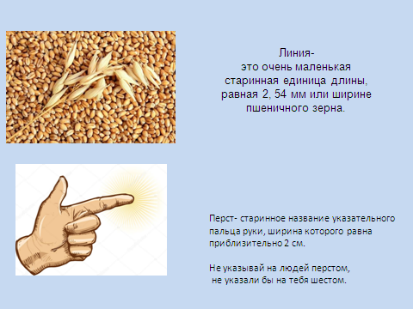 Линия-
это очень маленькая
старинная единица длины,
равная 2, 54 мм или ширине
пшеничного зерна.
Перст- старинное название указательного
пальца руки, ширина которого равна
приблизительно 2 см.
Не указывай на людей перстом,
не указали бы на тебя шестом.